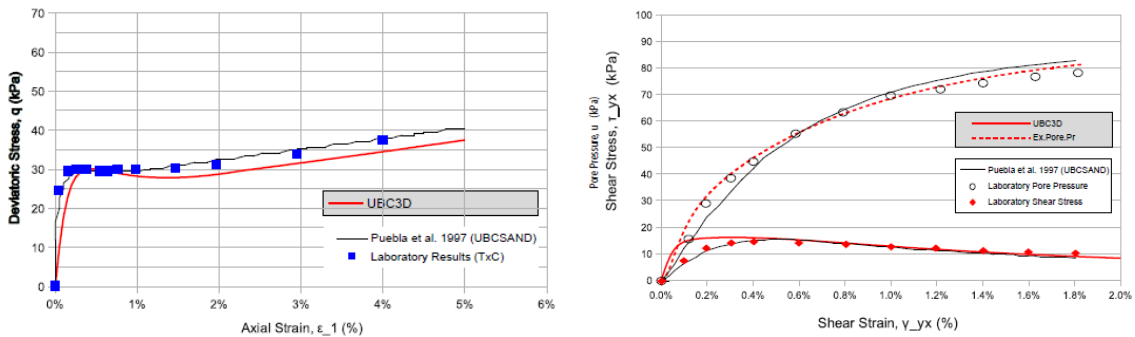 Deviatoric Stress, q (kPa)
70
60
50
40
30
20
10
0
0%
1%
2%
3%
4%
5%
6%
Axial Strain, ε_1 (%)
UBC3D
Puebla et al. 1997 (UBCSAND)
Laboratory Results (TxC)
Pore Pressure, u (kPa)
Shear Stress, τ_yx (kPa)
100
90
80
70
60
50
40
30
20
10
0
0.0%
0.2%
0.4%
0.6%
0.8%
1.0%
1.2%
1.4%
1.6%
1.8%
2.0%
Shear Strain, γ_yx (%)
UBC3D
Ex.Pore.Pr
Puebla et al. 1997 (UBCSAND)
Laboratory Pore Pressure
Laboratory Shear Stress